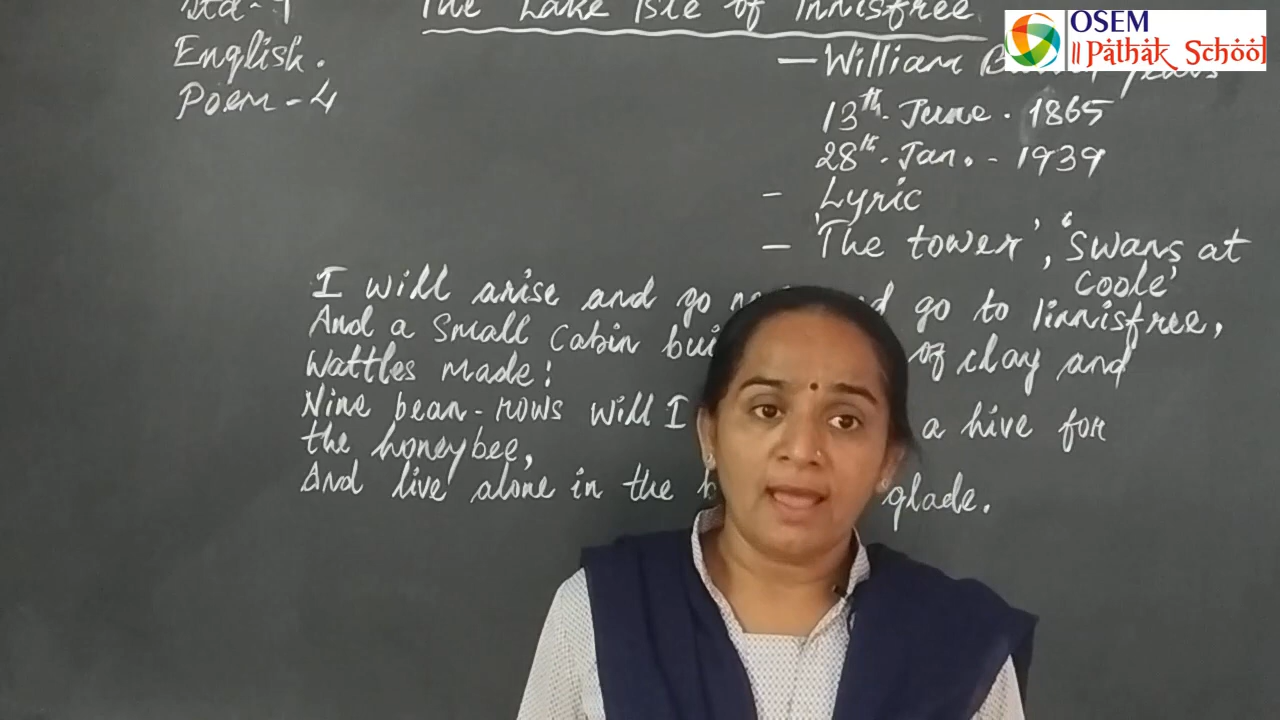 English.
Poem - 4
The Lake Isle of Innisfree
OSEM
Pathak School
— William
13th. June. 1865
28th. Jan. - 1939
- Lyric
- 'The tower', 'Swans at
Coole'
I will arise and go go to Iinnisfree,
And a Small Cabin of clay and
Wattles made:
Nine bean-rows will I a hive for
the honeybee,
And live alone in the glade.